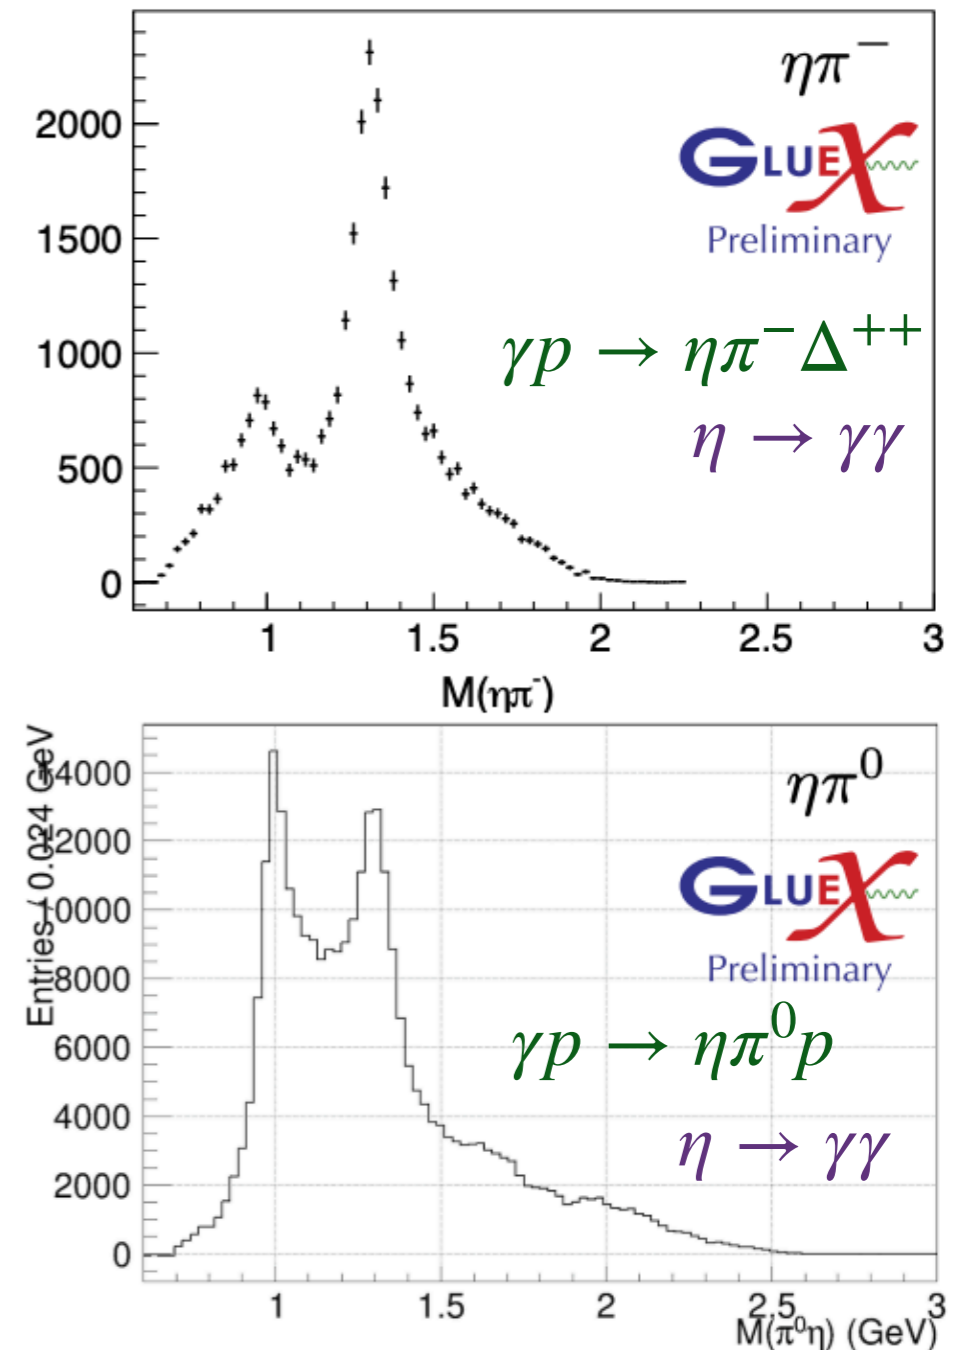 ηπ⁻
GLUEX
Preliminary
γp → ηπ⁻Δ⁺⁺
η → γγ
2000
1500
1000
500
0
1 1.5 2 2.5 3
M(ηπ⁻)
Entries / 0.024 GeV
ηπ⁰
GLUEX
Preliminary
γp → ηπ⁰p
η → γγ
14000
12000
10000
8000
6000
4000
2000
0
1 1.5 2 2.5 3
M(π⁰η) (GeV)